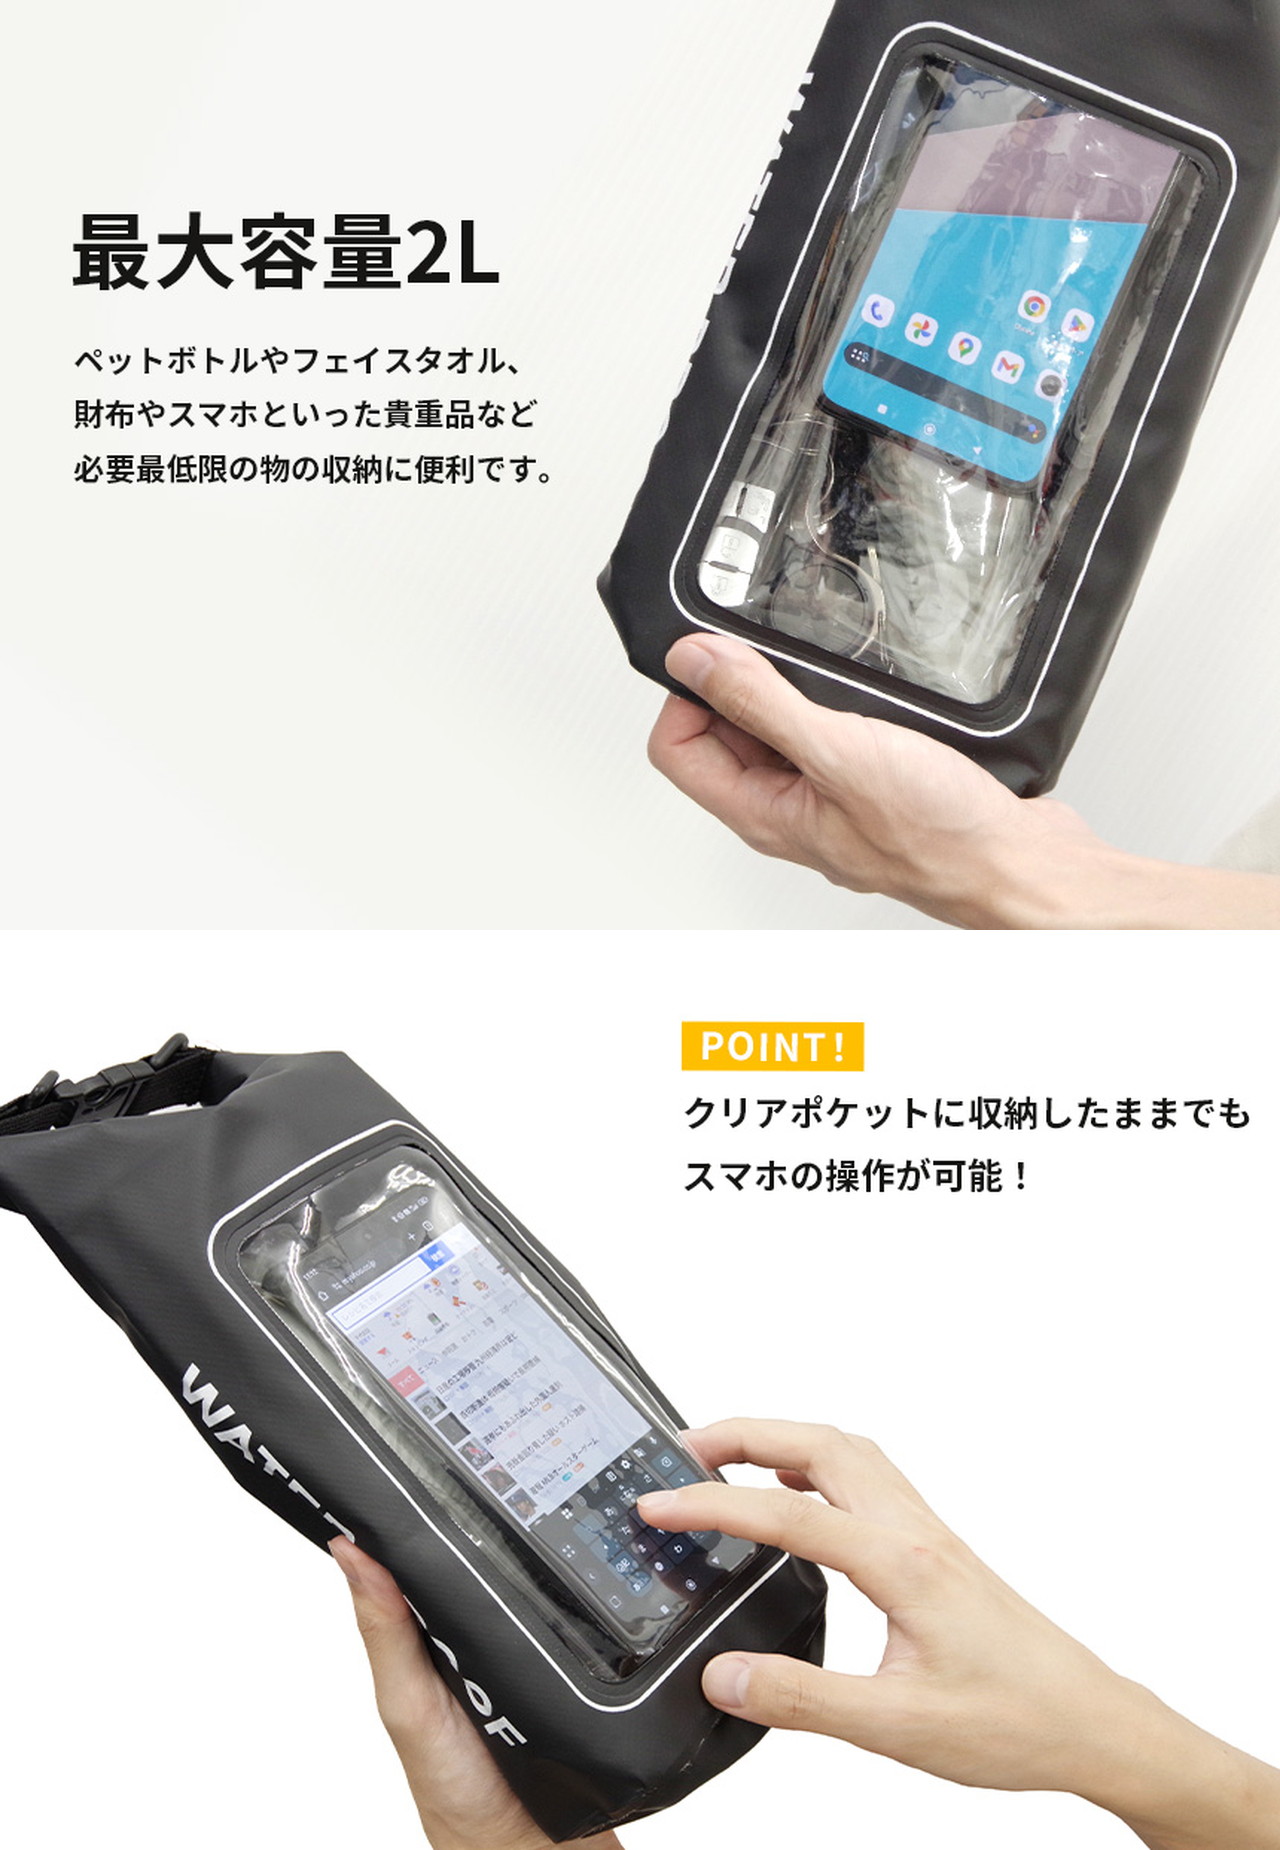 最大容量2L
ペットボトルやフェイスタオル、
財布やスマホといった貴重品など
必要最低限の物の収納に便利です。
POINT!
クリアポケットに収納したままでも
スマホの操作が可能！
WATER
OOF